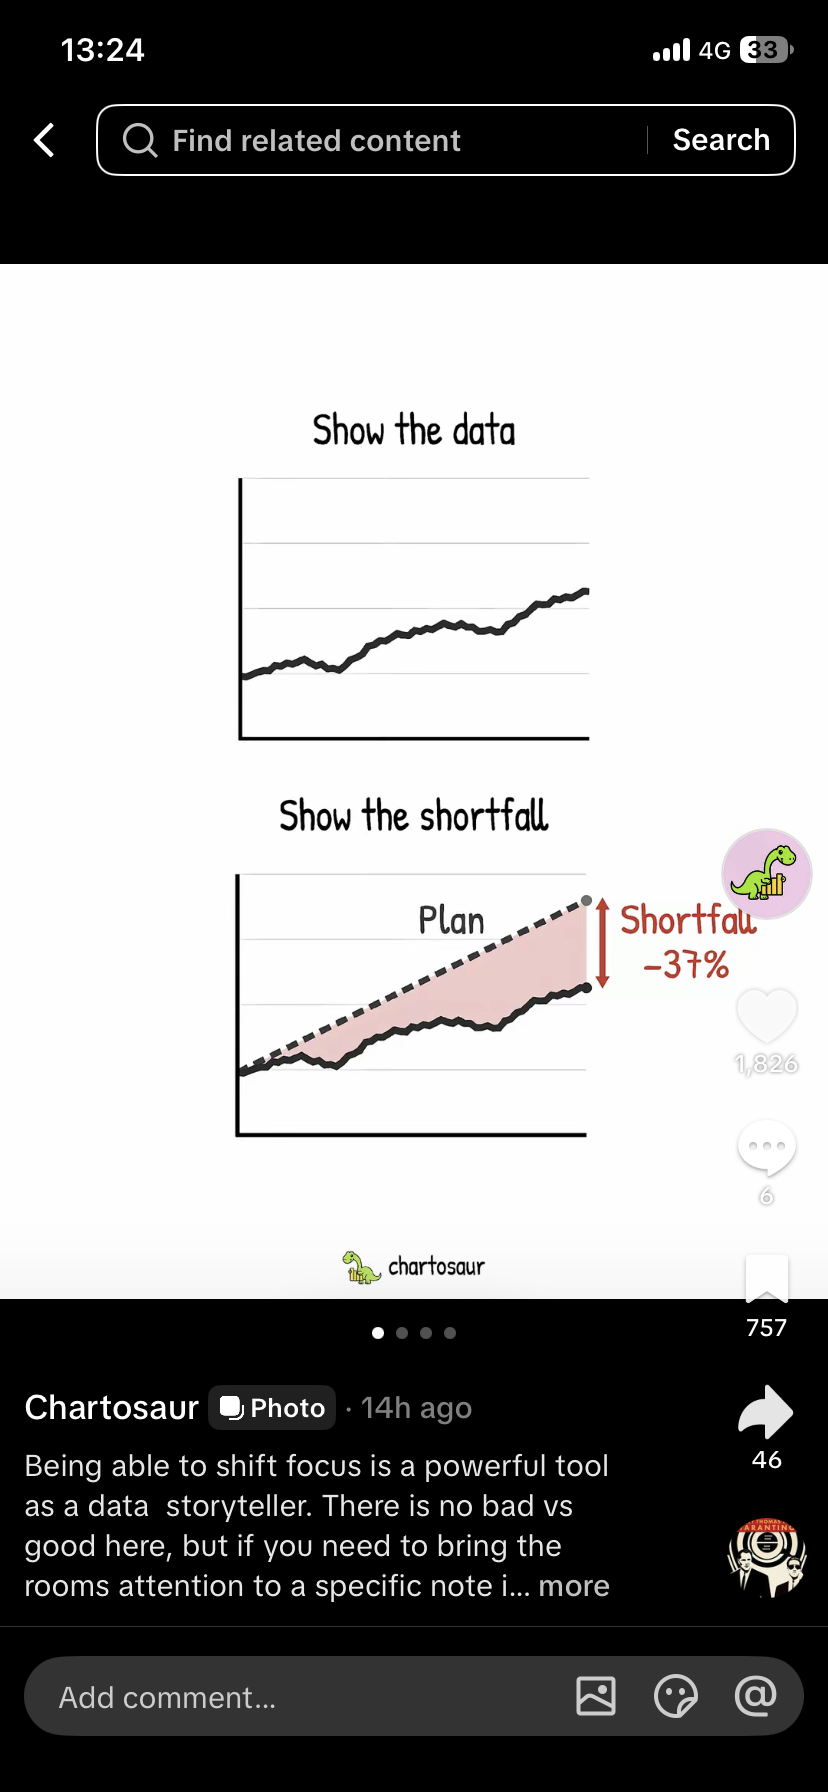 13:24
4G 33
Find related content
Search
Show the data
Show the shortfall
Plan
Shortfall
-37%
1,826
6
chartosaur
757
Chartosaur Photo · 14h ago
46
Being able to shift focus is a powerful tool
as a data  storyteller. There is no bad vs
good here, but if you need to bring the
rooms attention to a specific note i... more
THOMAS
TARANTINO
Add comment...